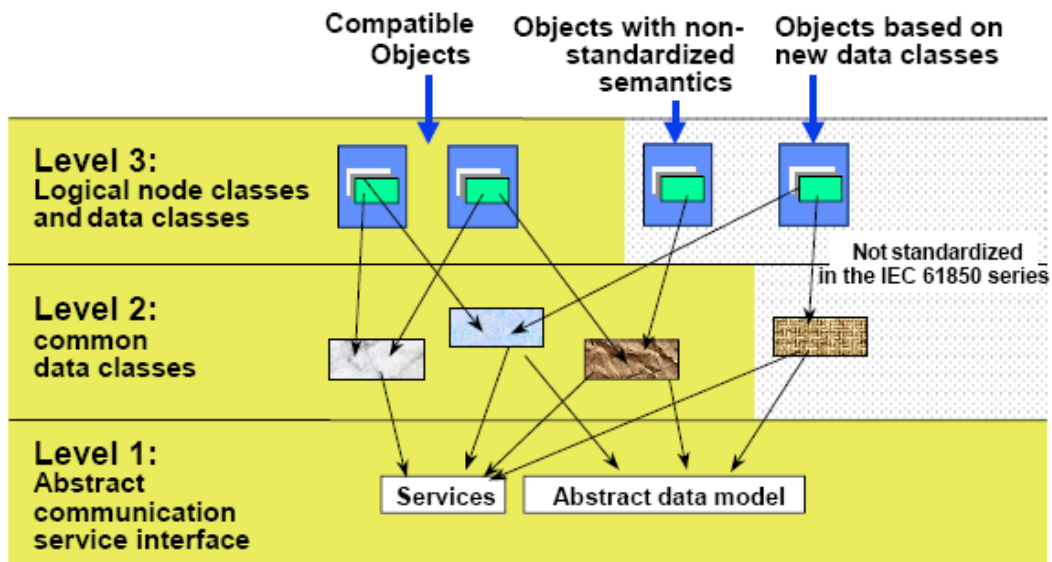 Compatible
Objects
Objects with non-
standardized
semantics
Objects based on
new data classes
Level 3:
Logical node classes
and data classes
Not standardized
in the IEC 61850 series
Level 2:
common
data classes
Level 1:
Abstract
communication
service interface
Services
Abstract data model